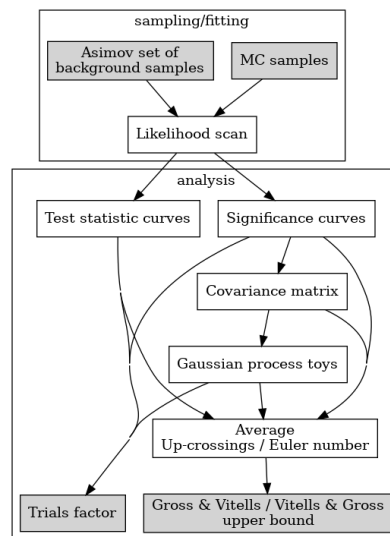 sampling/fitting
Asimov set of
background samples
MC samples
Likelihood scan
analysis
Test statistic curves
Significance curves
Covariance matrix
Gaussian process toys
Average
Up-crossings / Euler number
Trials factor
Gross & Vitells / Vitells & Gross
upper bound